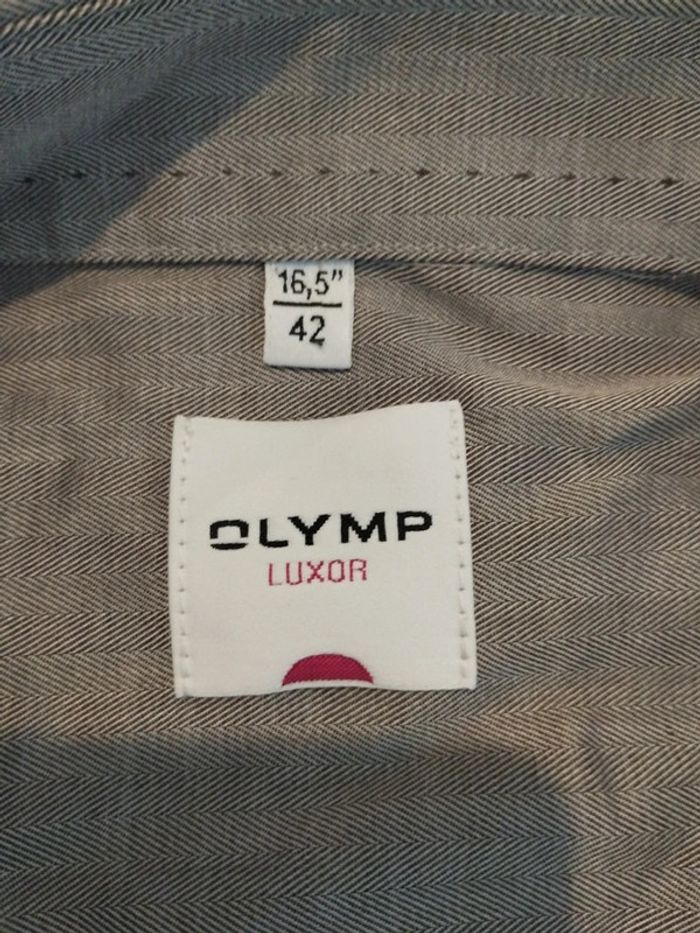 16,5”
42
OLYMP
LUXOR